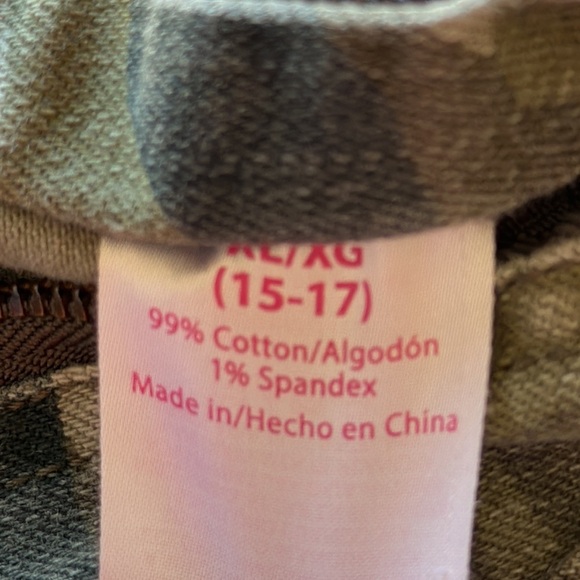 XL/XG
(15-17)
99% Cotton/Algodón
1% Spandex
Made in/Hecho en China